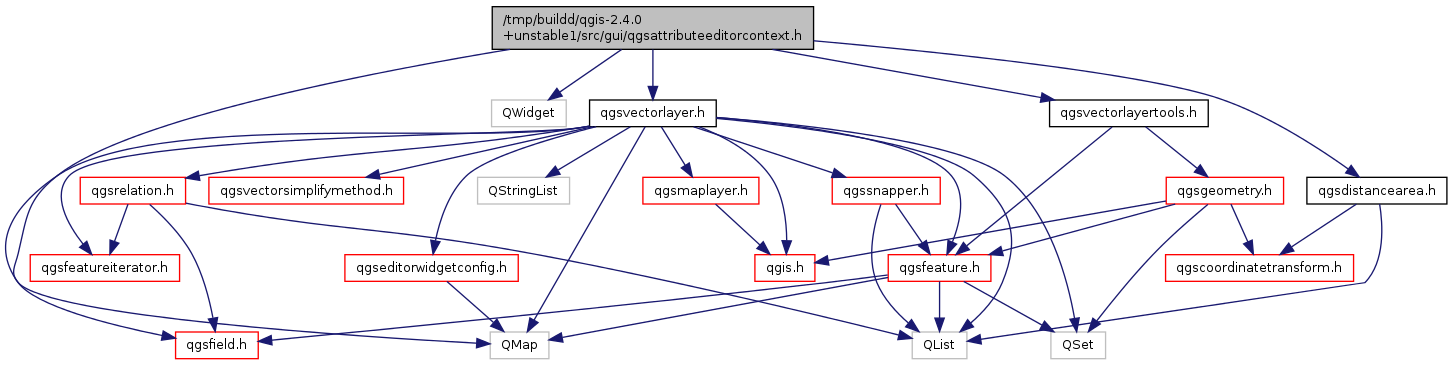 /tmp/buildd/qgis-2.4.0
+unstable1/src/gui/qgsattributeeditorcontext.h
QWidget
qgsvectorlayer.h
qgsvectorlayertools.h
qgsrelation.h
qgsvectorsimplifymethod.h
QStringList
qgsmaplayer.h
qgssnapper.h
qgsgeometry.h
qgsdistancearea.h
qgsfeatureiterator.h
qgseditorwidgetconfig.h
qgis.h
qgsfeature.h
qgscoordinatetransform.h
qgsfield.h
QMap
QList
QSet